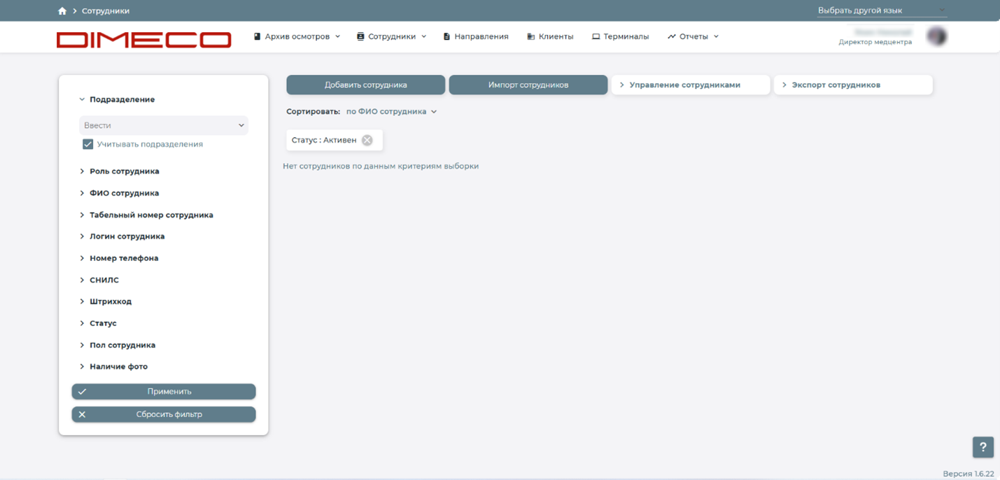 Сотрудники
Выбрать другой язык
DIMECO
Архив осмотров
Сотрудники
Направления
Клиенты
Терминалы
Отчеты
Директор медцентра
Подразделение
Ввести
Учитывать подразделения
Роль сотрудника
ФИО сотрудника
Табельный номер сотрудника
Логин сотрудника
Номер телефона
СНИЛС
Штрихкод
Статус
Пол сотрудника
Наличие фото
Применить
Сбросить фильтр
Добавить сотрудника
Импорт сотрудников
Управление сотрудниками
Экспорт сотрудников
Сортировать: по ФИО сотрудника
Статус : Активен
Нет сотрудников по данным критериям выборки
?
Версия 1.6.22